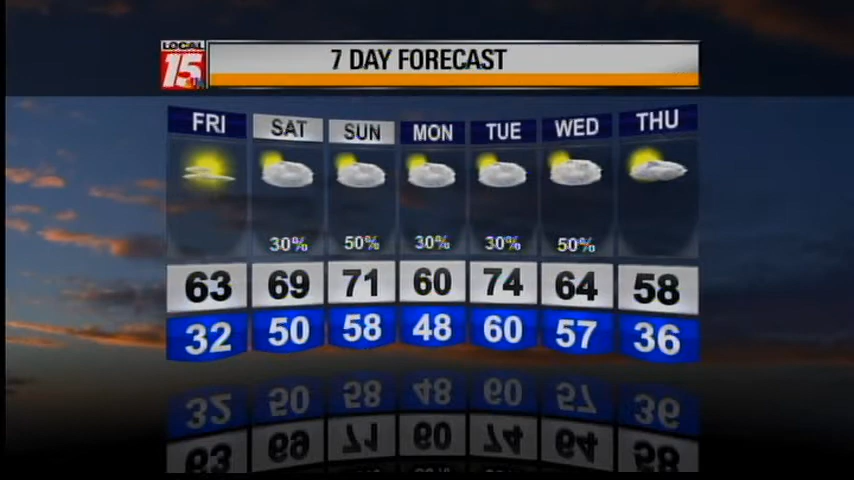 LOCAL
15
7 DAY FORECAST
FRI SAT SUN MON TUE WED THU
30% 50% 30% 30% 50%
63 69 71 60 74 64 58
32 50 58 48 60 57 36